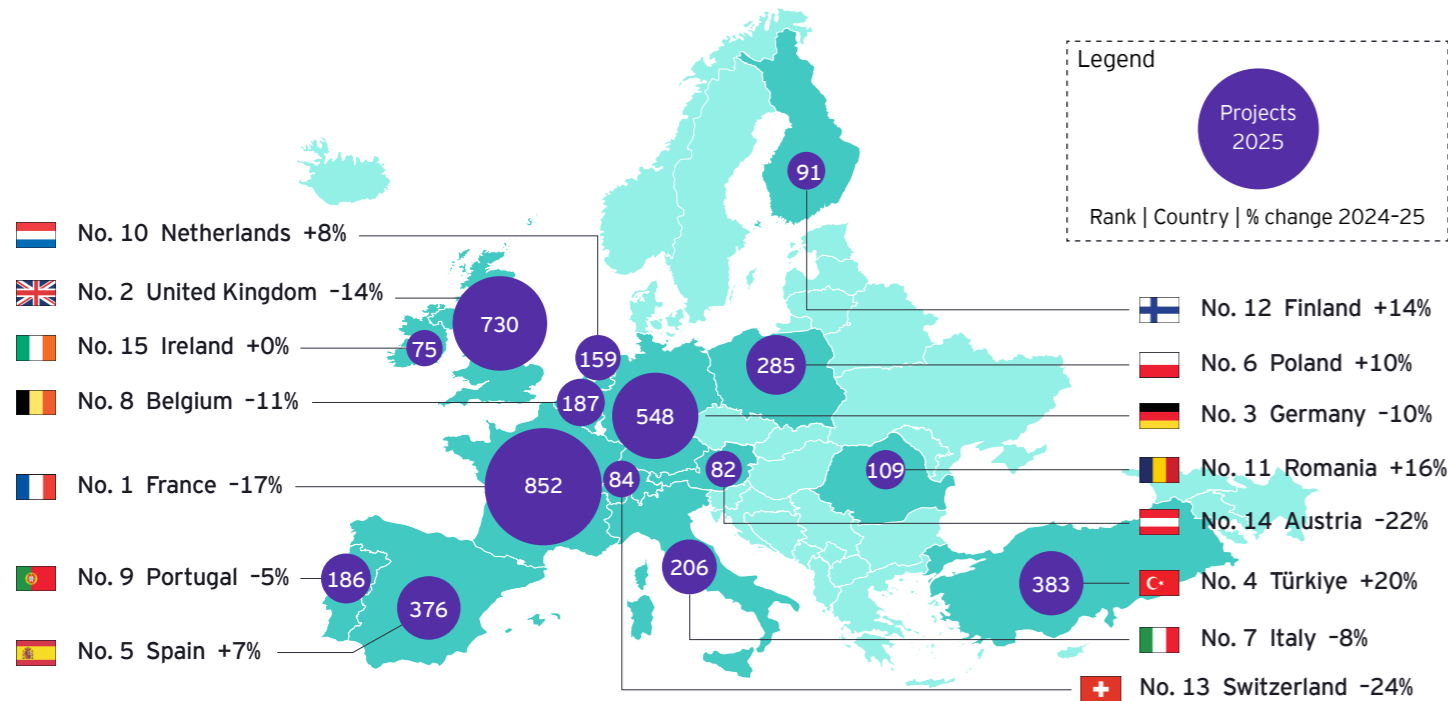 Legend
Projects
2025
Rank | Country | % change 2024-25
No. 10 Netherlands +8%
No. 2 United Kingdom -14%
No. 15 Ireland +0%
No. 8 Belgium -11%
No. 1 France -17%
No. 9 Portugal -5%
No. 5 Spain +7%
91
730
75
159
285
187
548
852
84
82
109
186
376
206
383
No. 12 Finland +14%
No. 6 Poland +10%
No. 3 Germany -10%
No. 11 Romania +16%
No. 14 Austria -22%
No. 4 Türkiye +20%
No. 7 Italy -8%
No. 13 Switzerland -24%